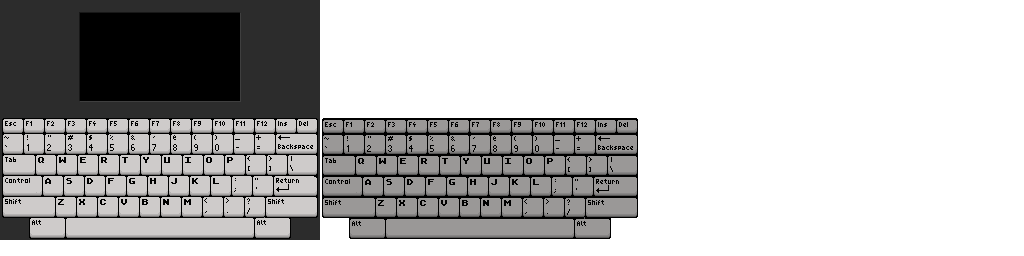 Esc F1 F2 F3 F4 F5 F6 F7 F8 F9 F10 F11 F12 Ins Del
~ ! @ # $ % ^ & * ( ) _ + ←
` 1 2 3 4 5 6 7 8 9 0 - = Backspace
Tab Q W E R T Y U I O P { } |
[ ] \
Control A S D F G H J K L : " Return
; '
Shift Z X C V B N M < > ? Shift
, . /
Alt Alt
Esc F1 F2 F3 F4 F5 F6 F7 F8 F9 F10 F11 F12 Ins Del
~ ! @ # $ % ^ & * ( ) _ + ←
` 1 2 3 4 5 6 7 8 9 0 - = Backspace
Tab Q W E R T Y U I O P { } |
[ ] \
Control A S D F G H J K L : " Return
; '
Shift Z X C V B N M < > ? Shift
, . /
Alt Alt